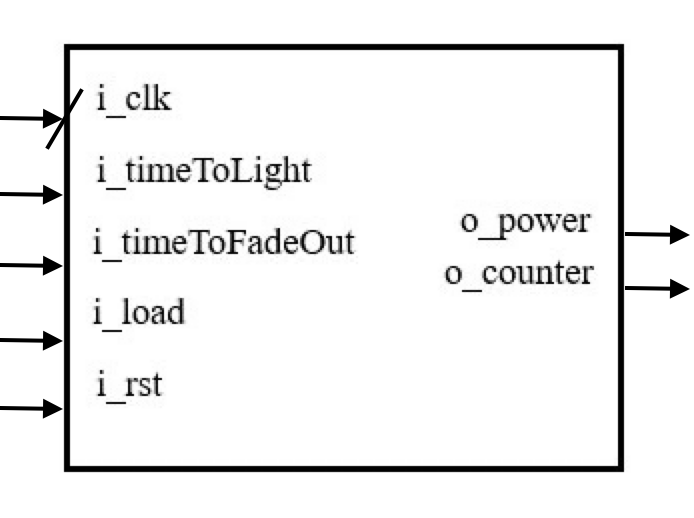 i_clk
i_timeToLight
i_timeToFadeOut
i_load
i_rst
o_power
o_counter